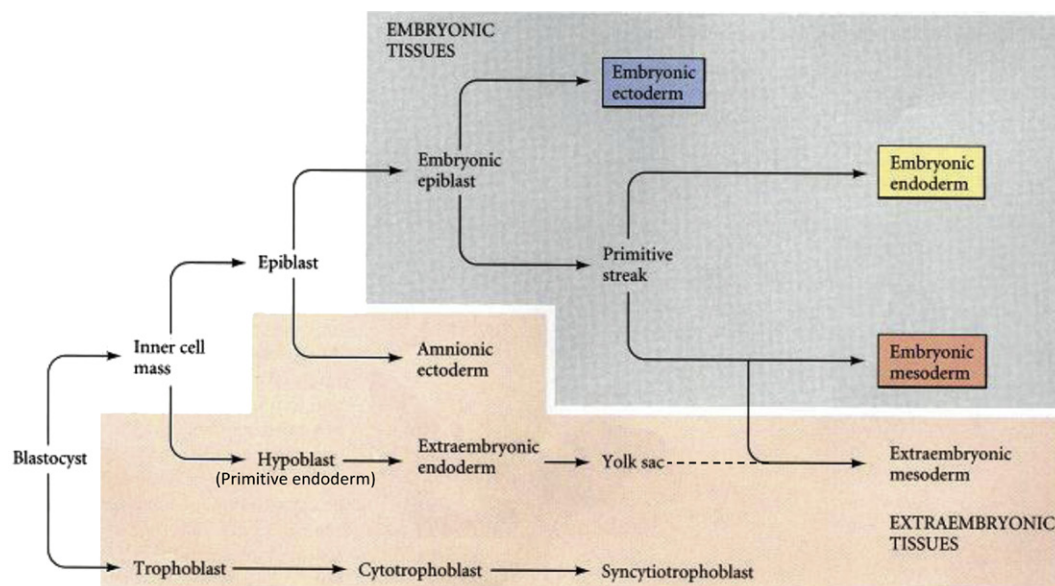 EMBRYONIC
TISSUES
Embryonic
ectoderm
Embryonic
epiblast
Embryonic
endoderm
Epiblast
Primitive
streak
Inner cell
mass
Amnionic
ectoderm
Embryonic
mesoderm
Blastocyst
Hypoblast
(Primitive endoderm)
Extraembryonic
endoderm
Yolk sac
Extraembryonic
mesoderm
EXTRAEMBRYONIC
TISSUES
Trophoblast
Cytotrophoblast
Syncytiotrophoblast